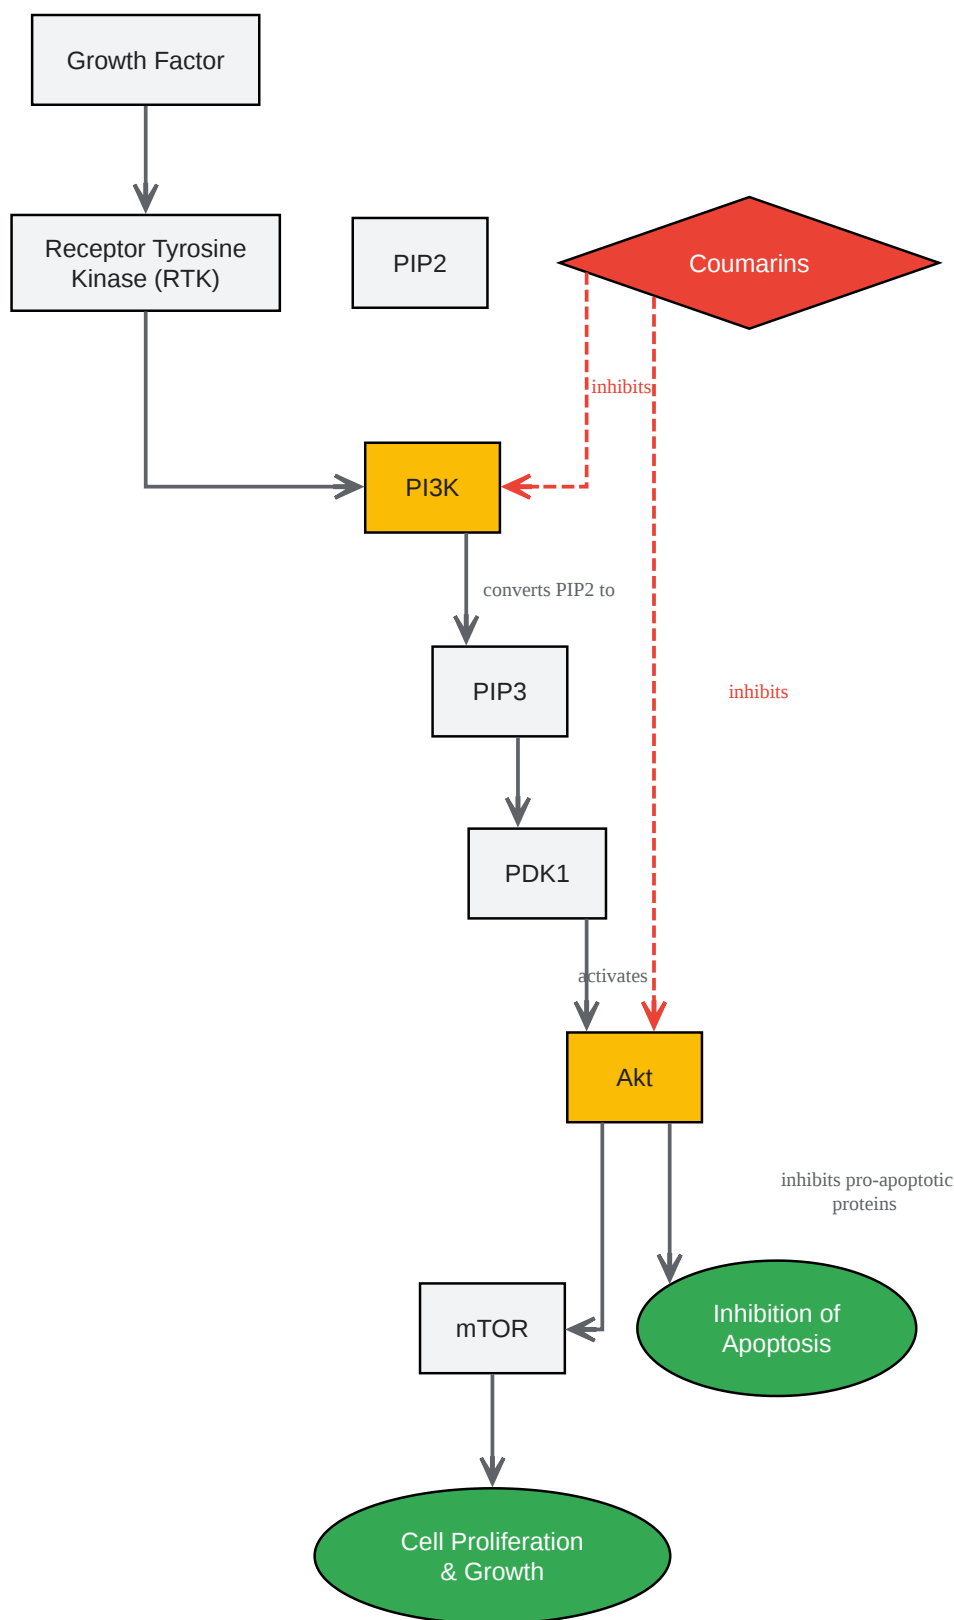 Growth Factor
Receptor Tyrosine
Kinase (RTK)
PIP2
Coumarins
inhibits
PI3K
converts PIP2 to
PIP3
inhibits
PDK1
activates
Akt
inhibits pro-apoptotic
proteins
mTOR
Inhibition of
Apoptosis
Cell Proliferation
& Growth